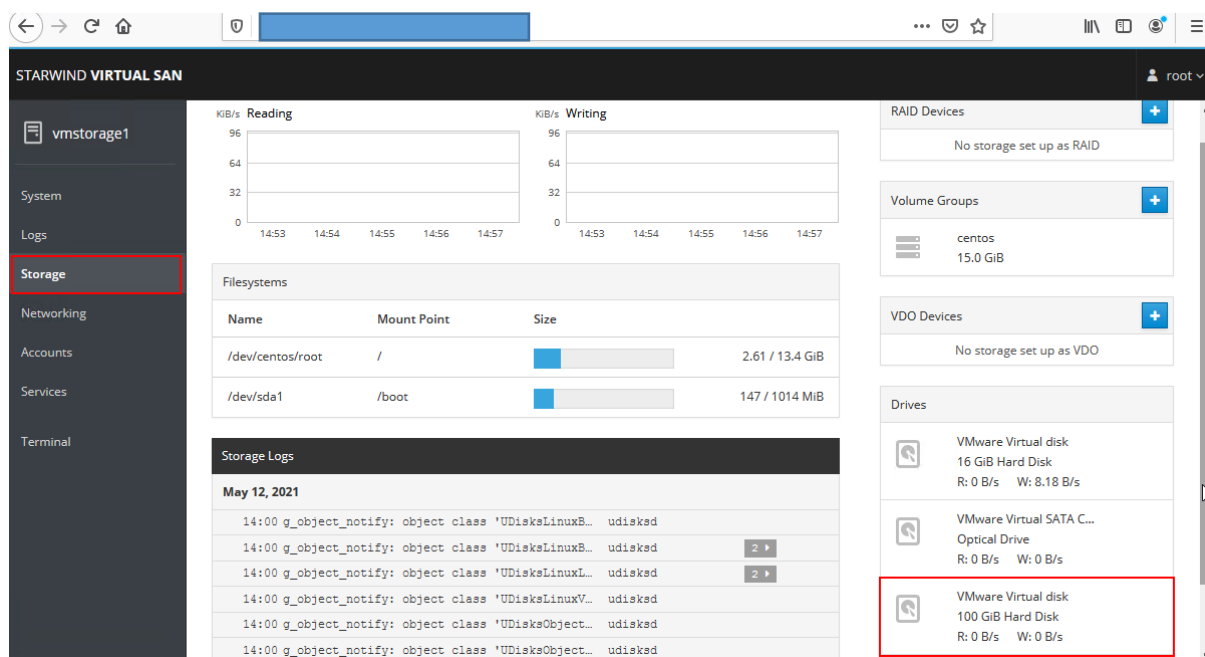 STARWIND VIRTUAL SAN
root
vmstorage1
System
Logs
Storage
Networking
Accounts
Services
Terminal
KiB/s Reading
96
64
32
0
14:53 14:54 14:55 14:56 14:57
KiB/s Writing
96
64
32
0
14:53 14:54 14:55 14:56 14:57
Filesystems
Name Mount Point Size
/dev/centos/root / 2.61 / 13.4 GiB
/dev/sda1 /boot 147 / 1014 MiB
Storage Logs
May 12, 2021
14:00 g_object_notify: object class 'UDisksLinuxB… udisksd
14:00 g_object_notify: object class 'UDisksLinuxB… udisksd 2
14:00 g_object_notify: object class 'UDisksLinuxL… udisksd 2
14:00 g_object_notify: object class 'UDisksLinuxV… udisksd
14:00 g_object_notify: object class 'UDisksObject… udisksd
14:00 g_object_notify: object class 'UDisksObject… udisksd
RAID Devices
No storage set up as RAID
Volume Groups
centos
15.0 GiB
VDO Devices
No storage set up as VDO
Drives
VMware Virtual disk
16 GiB Hard Disk
R: 0 B/s W: 8.18 B/s
VMware Virtual SATA C...
Optical Drive
R: 0 B/s W: 0 B/s
VMware Virtual disk
100 GiB Hard Disk
R: 0 B/s W: 0 B/s